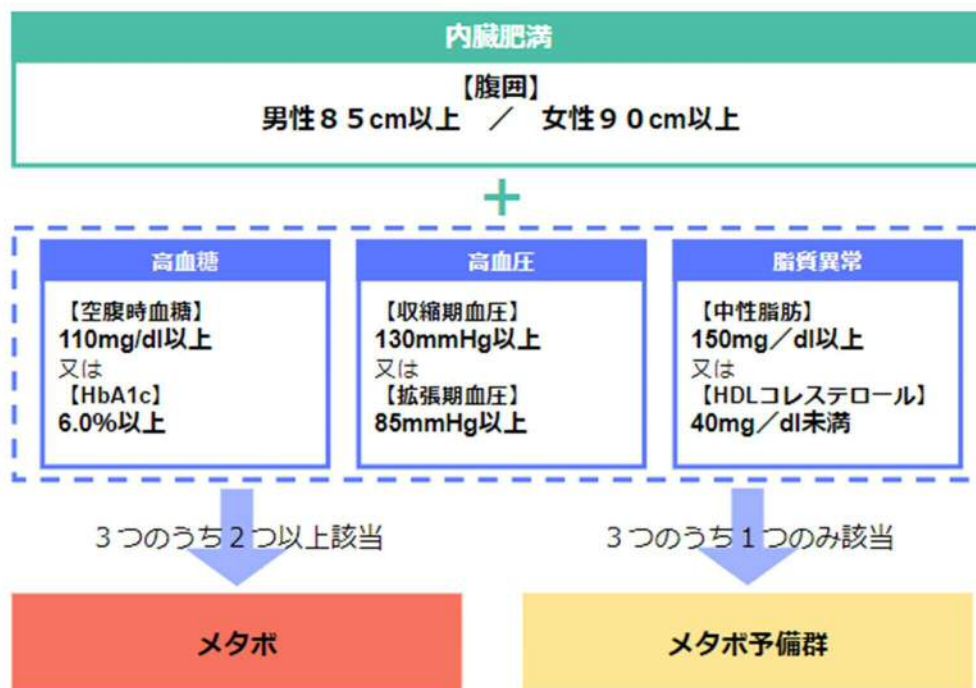 内臓肥満
【腹囲】
男性８５cm以上　／　女性９０cm以上
＋
高血糖
【空腹時血糖】
110mg/dl以上
又は
【HbA1c】
6.0%以上
高血圧
【収縮期血圧】
130mmHg以上
又は
【拡張期血圧】
85mmHg以上
脂質異常
【中性脂肪】
150mg／dl以上
又は
【HDLコレステロール】
40mg／dl未満
３つのうち２つ以上該当
３つのうち１つのみ該当
メタボ
メタボ予備群